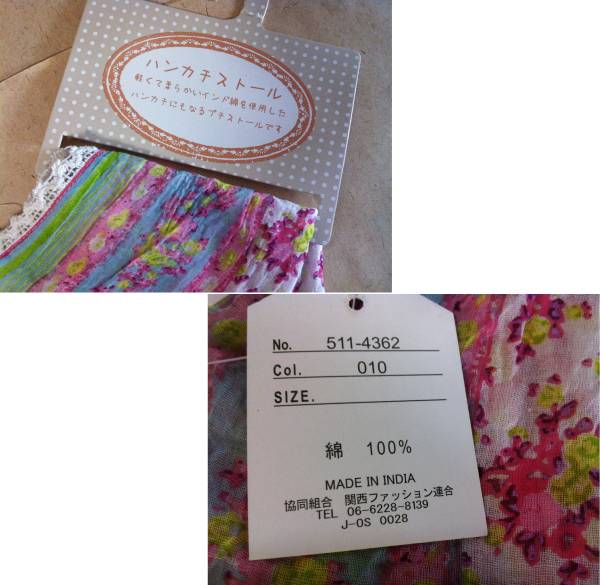 ハンカチストール
軽くて柔らかいインド綿を使用した
ハンカチにもなるプチストールです
No. 511-4362
Col. 010
SIZE.
綿 100%
MADE IN INDIA
協同組合 関西ファッション連合
TEL 06-6228-8139
J-OS 0028